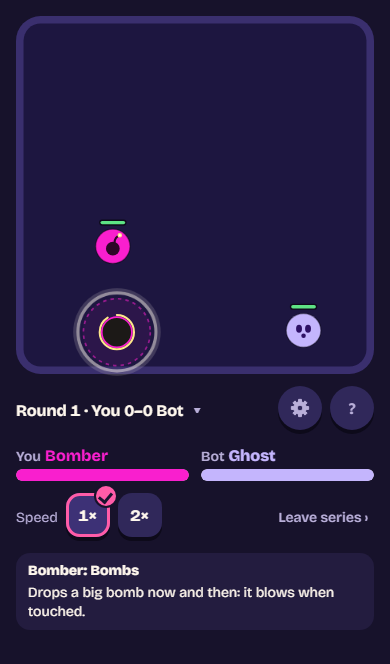 Round 1 · You 0–0 Bot ▾
?
You Bomber
Bot Ghost
Speed 1× 2× Leave series ›
Bomber: Bombs
Drops a big bomb now and then: it blows when
touched.